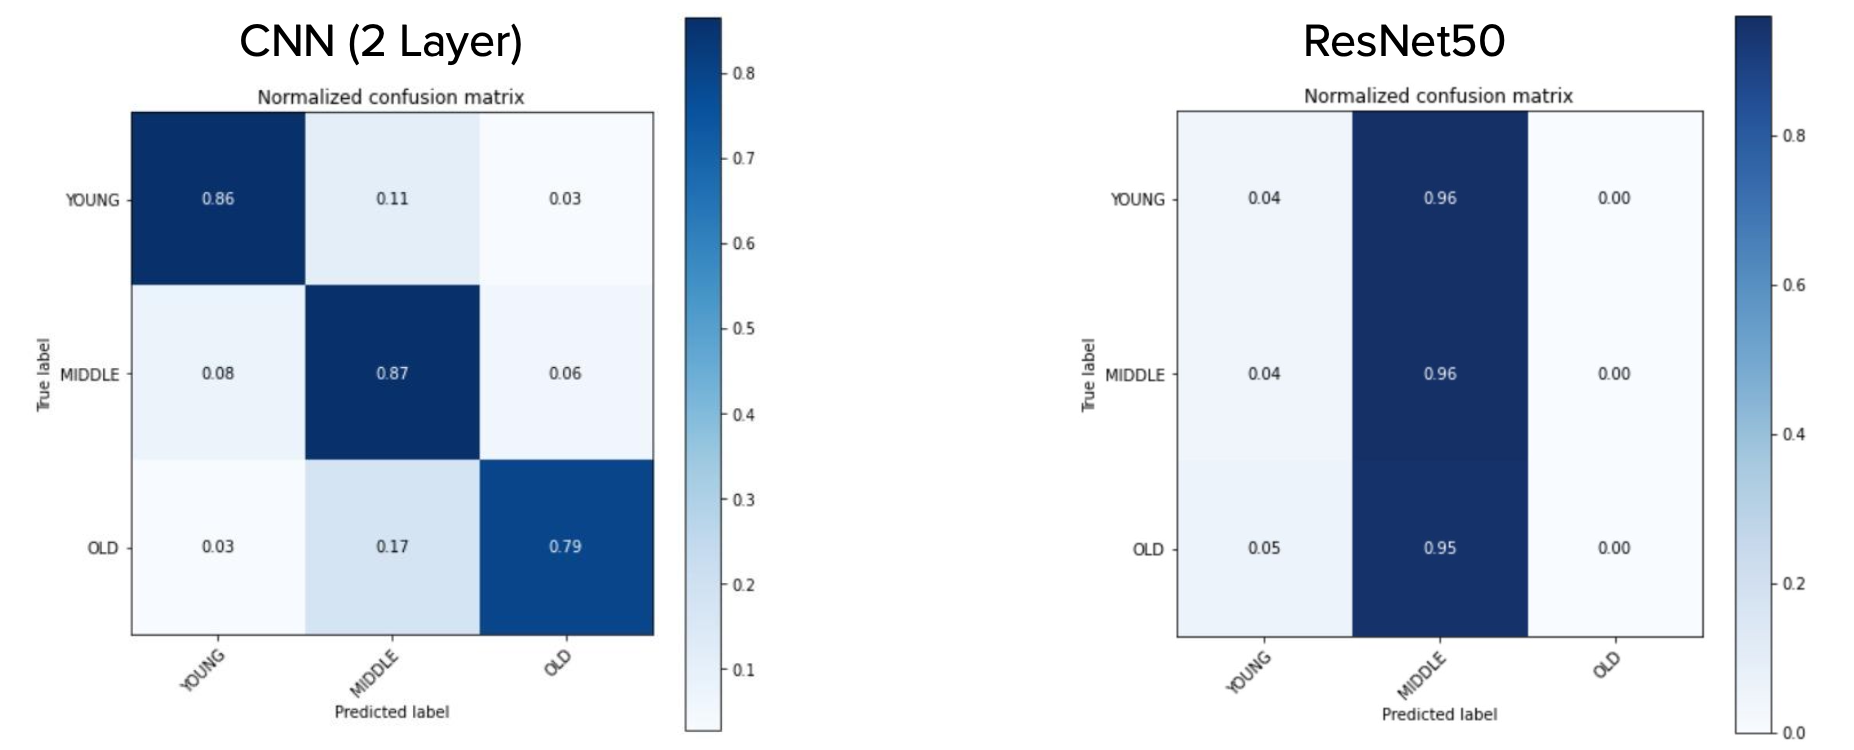 CNN (2 Layer)
Normalized confusion matrix
True label
YOUNG 0.86 0.11 0.03
MIDDLE 0.08 0.87 0.06
OLD 0.03 0.17 0.79
YOUNG MIDDLE OLD
Predicted label
0.8
0.7
0.6
0.5
0.4
0.3
0.2
0.1
ResNet50
Normalized confusion matrix
True label
YOUNG 0.04 0.96 0.00
MIDDLE 0.04 0.96 0.00
OLD 0.05 0.95 0.00
YOUNG MIDDLE OLD
Predicted label
0.8
0.6
0.4
0.2
0.0